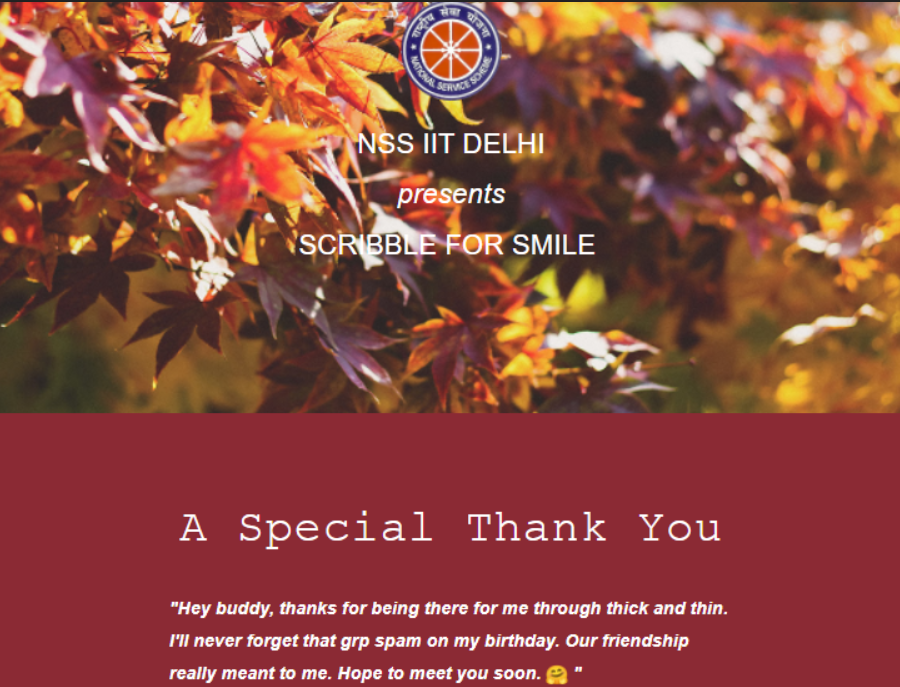 राष्ट्रीय सेवा योजना
NATIONAL SERVICE SCHEME
NSS IIT DELHI
presents
SCRIBBLE FOR SMILE
A Special Thank You
"Hey buddy, thanks for being there for me through thick and thin.
I'll never forget that grp spam on my birthday. Our friendship
really meant to me. Hope to meet you soon. 🤗 "